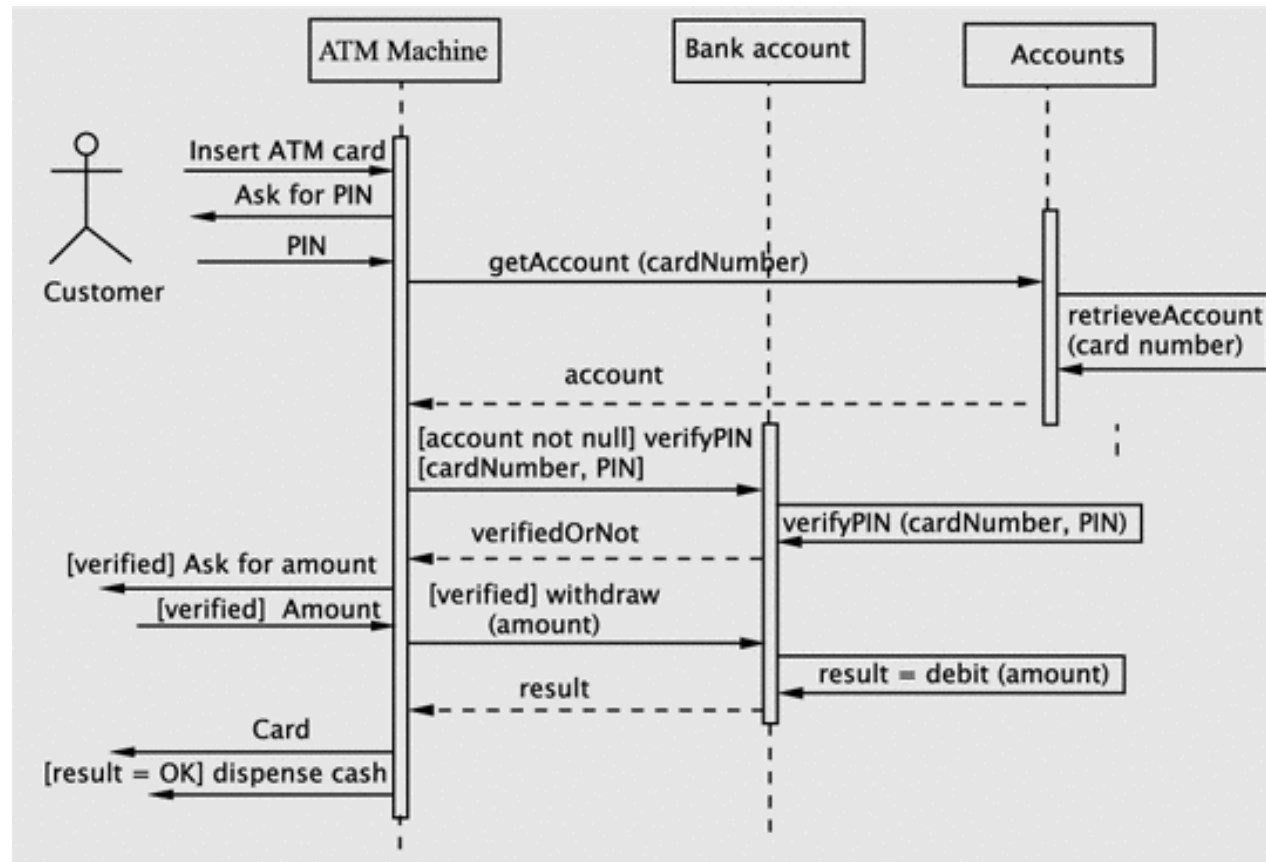 ATM Machine
Bank account
Accounts
Insert ATM card
Ask for PIN
PIN
Customer
getAccount (cardNumber)
retrieveAccount
(card number)
account
[account not null] verifyPIN
[cardNumber, PIN]
verifyPIN (cardNumber, PIN)
verifiedOrNot
[verified] Ask for amount
[verified] Amount
[verified] withdraw
(amount)
result = debit (amount)
result
Card
[result = OK] dispense cash